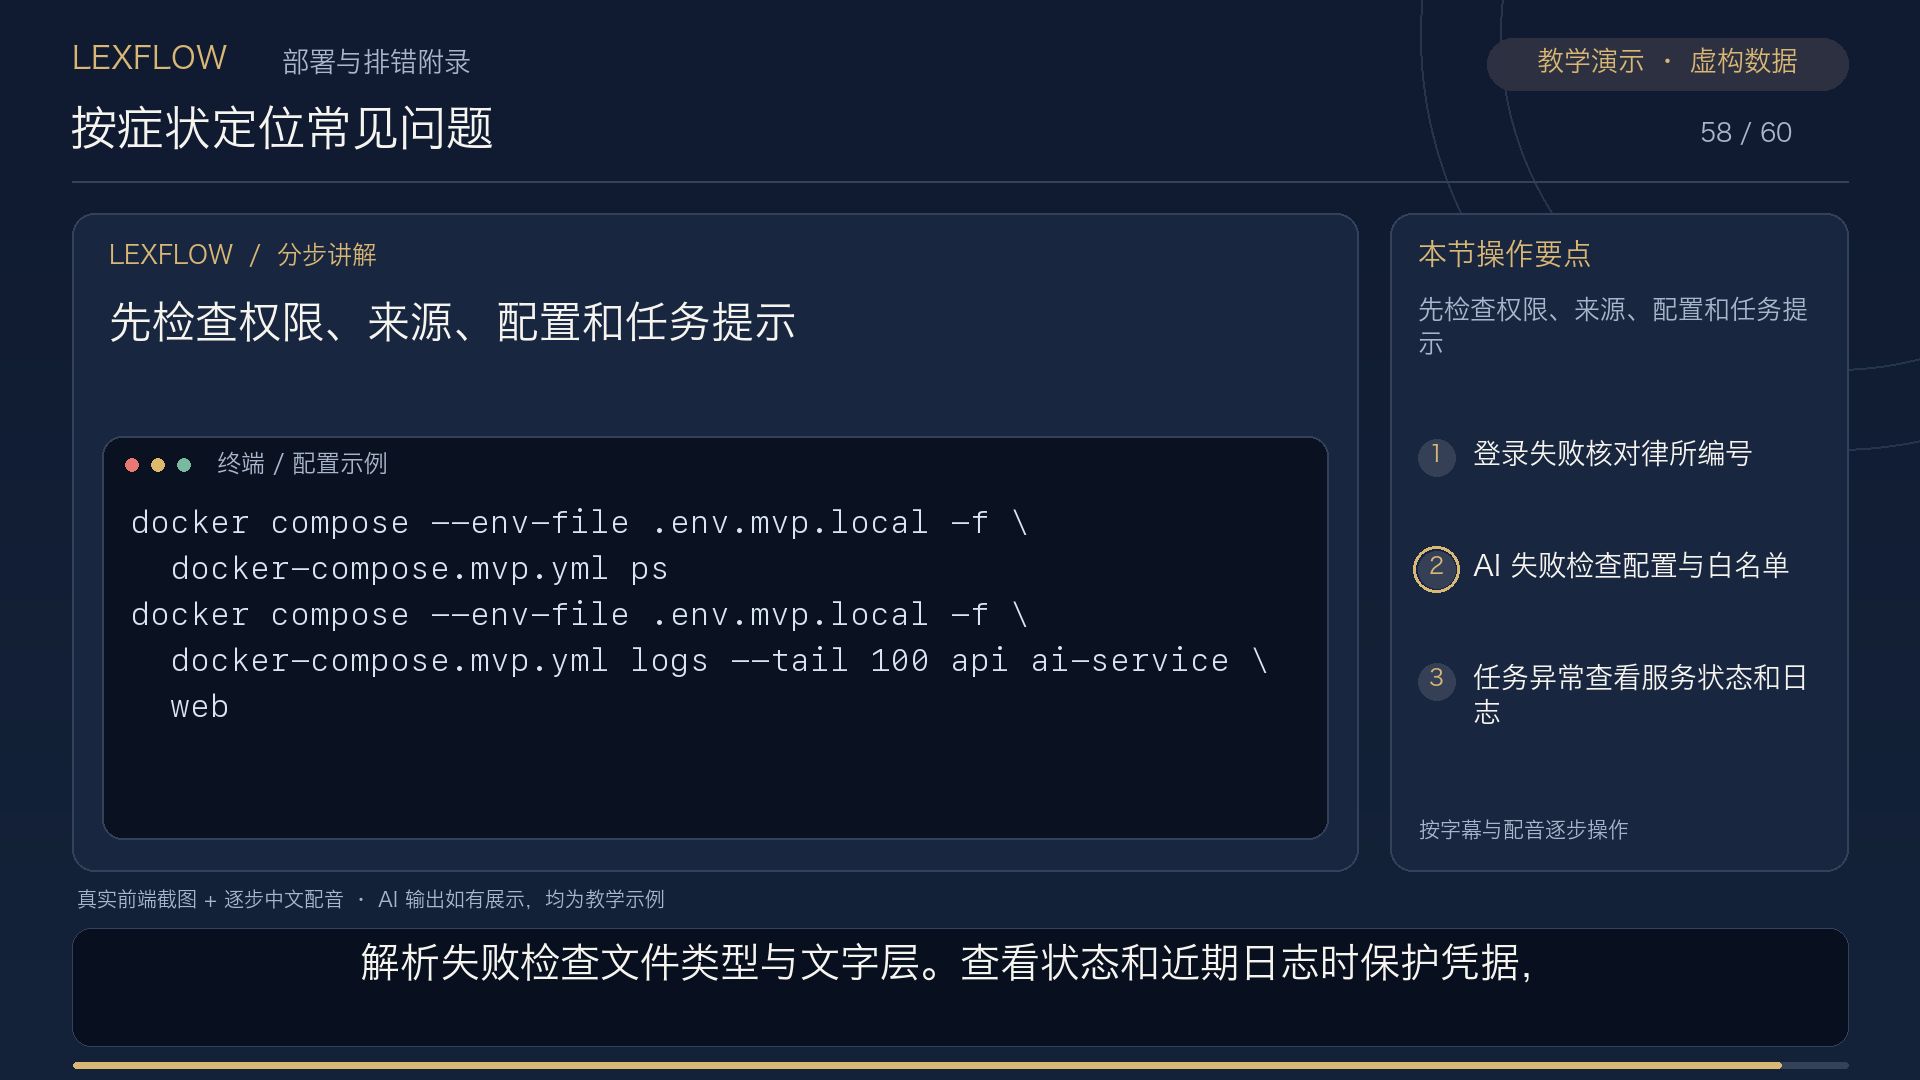 LEXFLOW 部署与排错附录
教学演示 · 虚构数据
按症状定位常见问题
58 / 60
LEXFLOW / 分步讲解
先检查权限、来源、配置和任务提示
终端 / 配置示例
docker compose --env-file .env.mvp.local -f \
docker-compose.mvp.yml ps
docker compose --env-file .env.mvp.local -f \
docker-compose.mvp.yml logs --tail 100 api ai-service \
web
本节操作要点
先检查权限、来源、配置和任务提
示
1 登录失败核对律所编号
2 AI 失败检查配置与白名单
3 任务异常查看服务状态和日
志
按字幕与配音逐步操作
真实前端截图 + 逐步中文配音 · AI 输出如有展示，均为教学示例
解析失败检查文件类型与文字层。查看状态和近期日志时保护凭据，